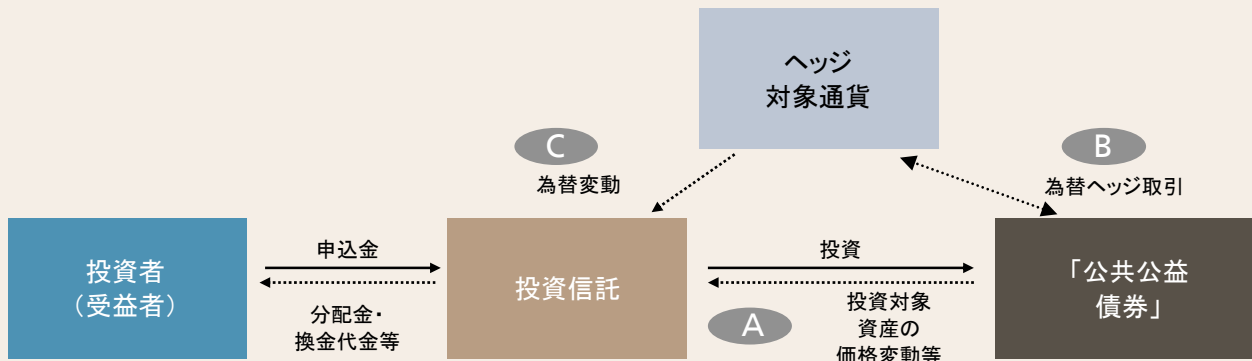 ヘッジ
対象通貨
C
為替変動
B
為替ヘッジ取引
投資者
（受益者）
申込金
分配金・
換金代金等
投資信託
投資
A
投資対象
資産の
価格変動等
「公共公益
債券」